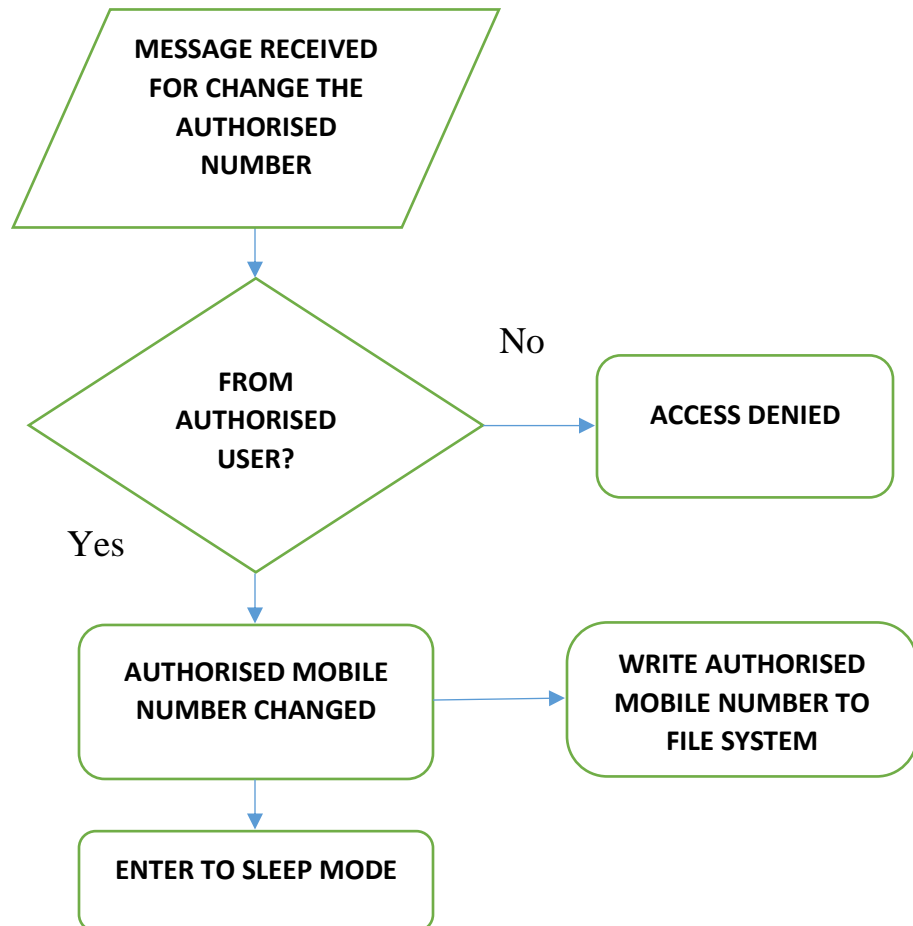 MESSAGE RECEIVED
FOR CHANGE THE
AUTHORISED
NUMBER
No
FROM
AUTHORISED
USER?
ACCESS DENIED
Yes
AUTHORISED MOBILE
NUMBER CHANGED
WRITE AUTHORISED
MOBILE NUMBER TO
FILE SYSTEM
ENTER TO SLEEP MODE